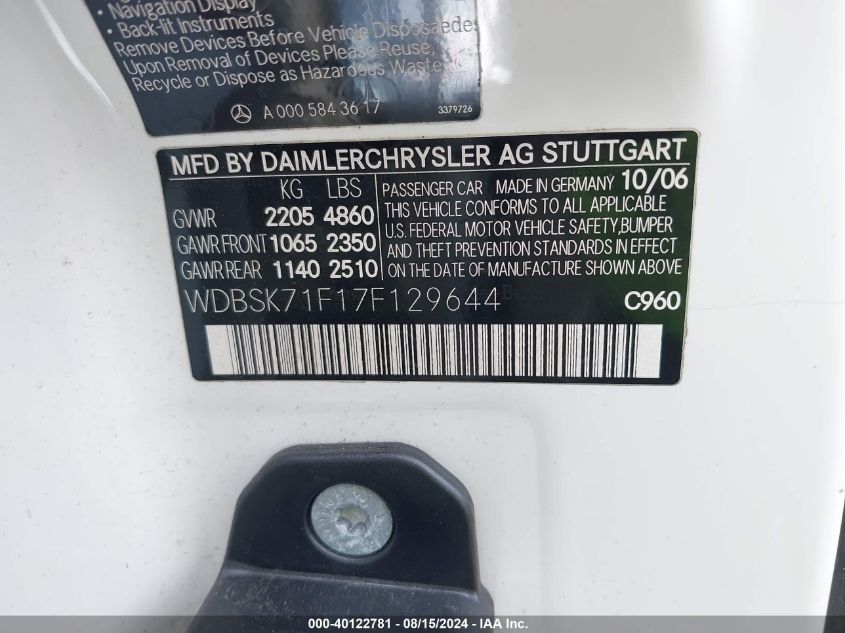 • Navigation Display
• Back-lit Instruments
Remove Devices Before Vehicle Disposal
Upon Removal of Devices Please Reuse,
Recycle or Dispose as Hazardous Waste.
A 000 584 36 17 3379726
MFD BY DAIMLERCHRYSLER AG STUTTGART
KG LBS PASSENGER CAR MADE IN GERMANY 10/06
GVWR 2205 4860 THIS VEHICLE CONFORMS TO ALL APPLICABLE
U.S. FEDERAL MOTOR VEHICLE SAFETY,BUMPER
GAWR FRONT 1065 2350 AND THEFT PREVENTION STANDARDS IN EFFECT
GAWR REAR 1140 2510 ON THE DATE OF MANUFACTURE SHOWN ABOVE
WDBSK71F17F129644 C960
000-40122781 - 08/15/2024 - IAA Inc.